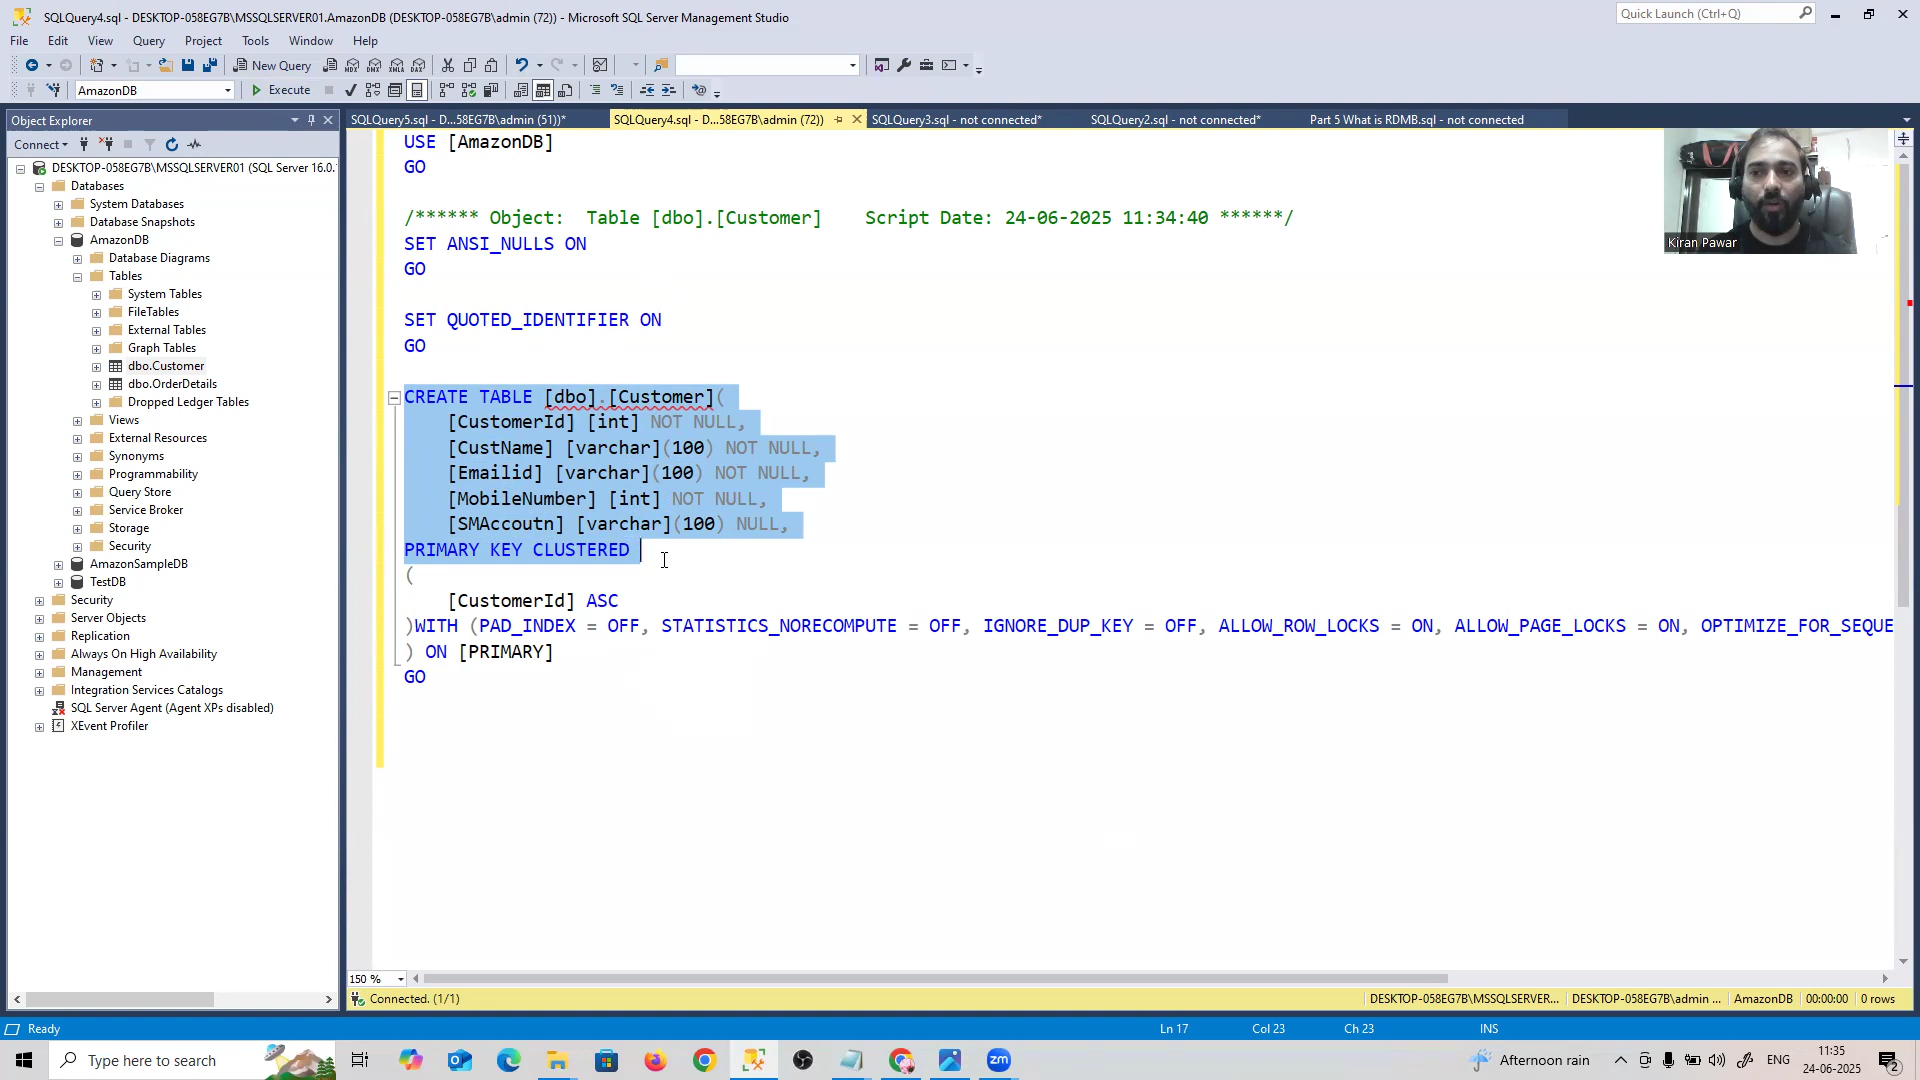 SQLQuery4.sql - DESKTOP-058EG7B\MSSQLSERVER01.AmazonDB (DESKTOP-058EG7B\admin (72)) - Microsoft SQL Server Management Studio
Quick Launch (Ctrl+Q)
File Edit View Query Project Tools Window Help
New Query
AmazonDB
Execute
Object Explorer
SQLQuery5.sql - D...58EG7B\admin (51))*
SQLQuery4.sql - D...58EG7B\admin (72))
SQLQuery3.sql - not connected*
SQLQuery2.sql - not connected*
Part 5 What is RDMB.sql - not connected
Connect
DESKTOP-058EG7B\MSSQLSERVER01 (SQL Server 16.0.
Databases
System Databases
Database Snapshots
AmazonDB
Database Diagrams
Tables
System Tables
FileTables
External Tables
Graph Tables
dbo.Customer
dbo.OrderDetails
Dropped Ledger Tables
Views
External Resources
Synonyms
Programmability
Query Store
Service Broker
Storage
Security
AmazonSampleDB
TestDB
Security
Server Objects
Replication
Always On High Availability
Management
Integration Services Catalogs
SQL Server Agent (Agent XPs disabled)
XEvent Profiler
USE [AmazonDB]
GO
/****** Object:  Table [dbo].[Customer]    Script Date: 24-06-2025 11:34:40 ******/
SET ANSI_NULLS ON
GO
SET QUOTED_IDENTIFIER ON
GO
CREATE TABLE [dbo].[Customer](
[CustomerId] [int] NOT NULL,
[CustName] [varchar](100) NOT NULL,
[Emailid] [varchar](100) NOT NULL,
[MobileNumber] [int] NOT NULL,
[SMAccoutn] [varchar](100) NULL,
PRIMARY KEY CLUSTERED
(
[CustomerId] ASC
)WITH (PAD_INDEX = OFF, STATISTICS_NORECOMPUTE = OFF, IGNORE_DUP_KEY = OFF, ALLOW_ROW_LOCKS = ON, ALLOW_PAGE_LOCKS = ON, OPTIMIZE_FOR_SEQUE
) ON [PRIMARY]
GO
Kiran Pawar
150 %
Connected. (1/1)
DESKTOP-058EG7B\MSSQLSERVER... DESKTOP-058EG7B\admin ... AmazonDB 00:00:00 0 rows
Ready
Ln 17 Col 23 Ch 23 INS
Type here to search
zm
Afternoon rain
ENG
11:35
24-06-2025
2